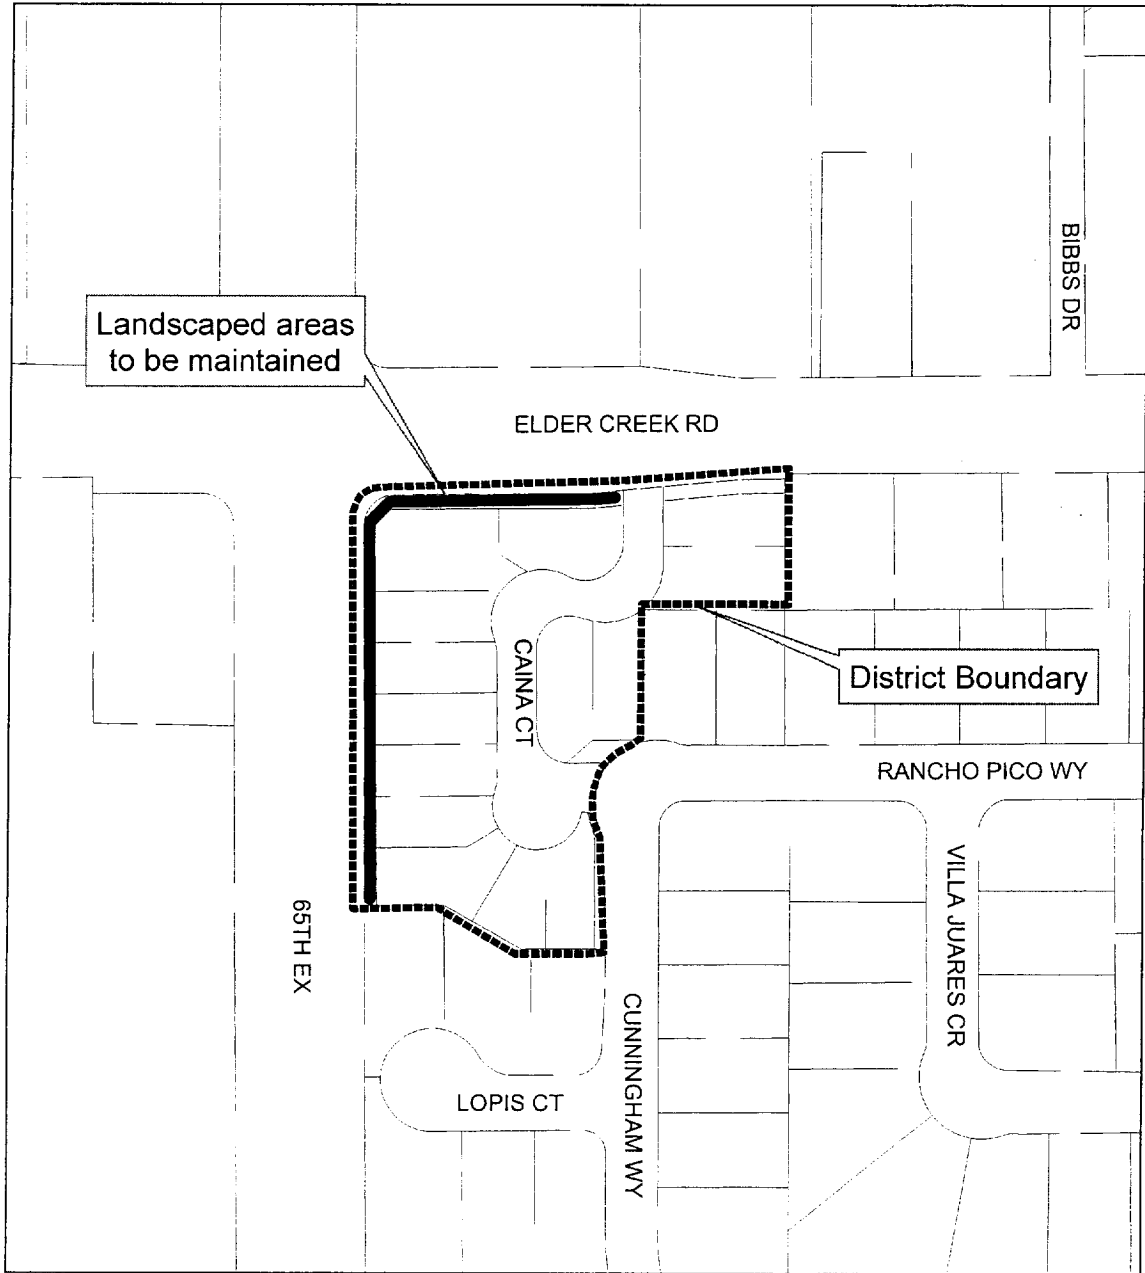 BIBBS DR
Landscaped areas
to be maintained
ELDER CREEK RD
CAINA CT
District Boundary
RANCHO PICO WY
VILLA JUARES CR
65TH EX
CUNNINGHAM WY
LOPIS CT